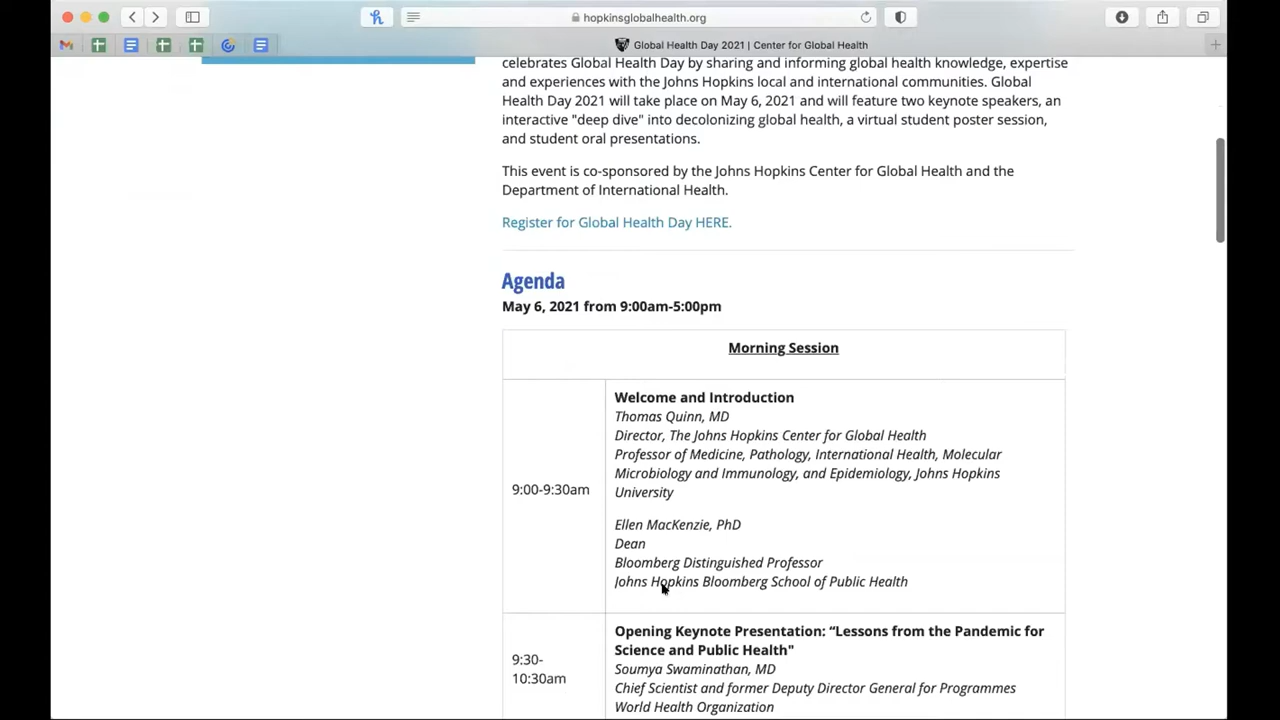 hopkinsglobalhealth.org
Global Health Day 2021 | Center for Global Health
celebrates Global Health Day by sharing and informing global health knowledge, expertise
and experiences with the Johns Hopkins local and international communities. Global
Health Day 2021 will take place on May 6, 2021 and will feature two keynote speakers, an
interactive "deep dive" into decolonizing global health, a virtual student poster session,
and student oral presentations.
This event is co-sponsored by the Johns Hopkins Center for Global Health and the
Department of International Health.
Register for Global Health Day HERE.
Agenda
May 6, 2021 from 9:00am-5:00pm
Morning Session
9:00-9:30am
Welcome and Introduction
Thomas Quinn, MD
Director, The Johns Hopkins Center for Global Health
Professor of Medicine, Pathology, International Health, Molecular
Microbiology and Immunology, and Epidemiology, Johns Hopkins
University
Ellen MacKenzie, PhD
Dean
Bloomberg Distinguished Professor
Johns Hopkins Bloomberg School of Public Health
9:30-
10:30am
Opening Keynote Presentation: “Lessons from the Pandemic for
Science and Public Health"
Soumya Swaminathan, MD
Chief Scientist and former Deputy Director General for Programmes
World Health Organization